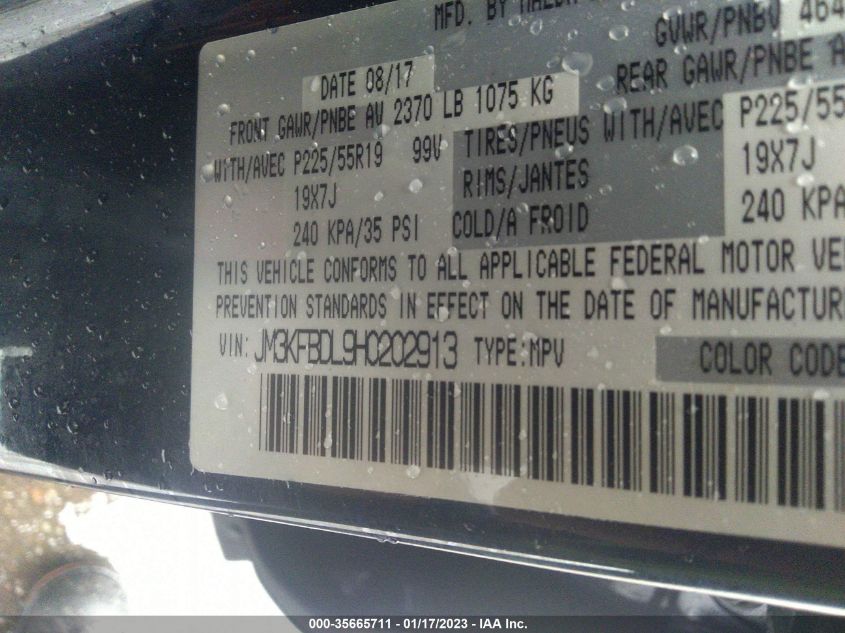 MFD. BY
DATE 08/17
GVWR/PNBV 464
FRONT GAWR/PNBE AV 2370 LB 1075 KG
REAR GAWR/PNBE A
WITH/AVEC P225/55R19 99V
TIRES/PNEUS WITH/AVEC P225/55
19X7J
RIMS/JANTES
19X7J
240 KPA/35 PSI
COLD/A FROID
240 KPA
THIS VEHICLE CONFORMS TO ALL APPLICABLE FEDERAL MOTOR VE
PREVENTION STANDARDS IN EFFECT ON THE DATE OF MANUFACTUR
VIN: JM3KFBDL9H0202913 TYPE:MPV
COLOR CODE
000-35665711 - 01/17/2023 - IAA Inc.